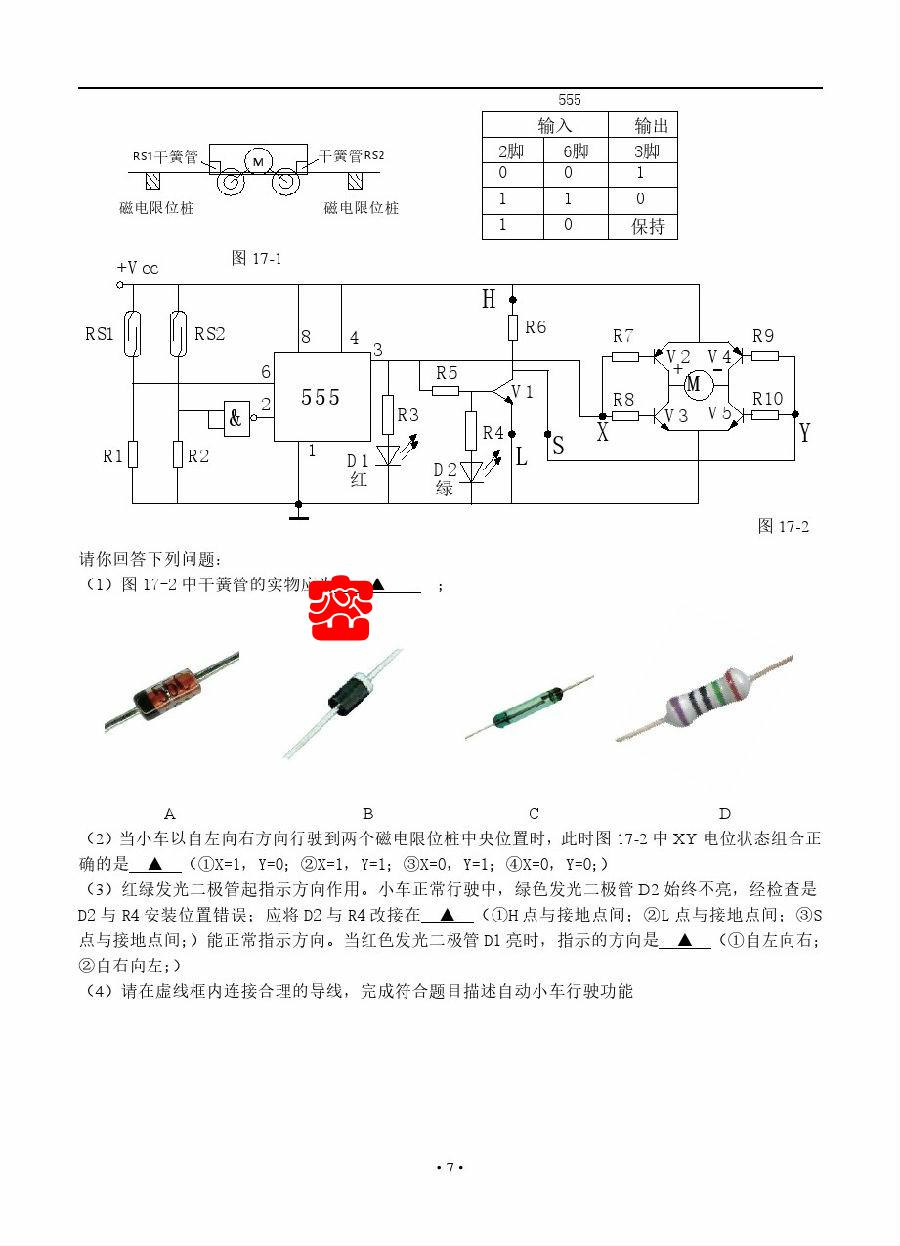 555
输入 输出
2脚 6脚 3脚
0 0 1
1 1 0
1 0 保持
RS1干簧管 M 干簧管RS2
磁电限位桩 磁电限位桩
图 17-1
+Vcc
H
RS1 RS2 8 4 3 R6 R7 R9
V2 V4
+ M -
6 R5 V1
555
& 2 R3 R8 V3 V5 R10
R4 X Y
R1 R2 1 D1 L S
红 D2
绿
图 17-2
请你回答下列问题:
(1)图 17-2 中干簧管的实物应 ▲ ;
A B C D
(2)当小车以自左向右方向行驶到两个磁电限位桩中央位置时,此时图 17-2 中 XY 电位状态组合正
确的是 ▲ (①X=1, Y=0; ②X=1, Y=1; ③X=0, Y=1; ④X=0, Y=0;)
(3)红绿发光二极管起指示方向作用。小车正常行驶中,绿色发光二极管 D2 始终不亮,经检查是
D2 与 R4 安装位置错误;应将 D2 与 R4 改接在 ▲ (①H 点与接地点间;②L 点与接地点间;③S
点与接地点间;)能正常指示方向。当红色发光二极管 D1 亮时,指示的方向是 ▲ (①自左向右;
②自右向左;)
(4)请在虚线框内连接合理的导线,完成符合题目描述自动小车行驶功能
• 7 •